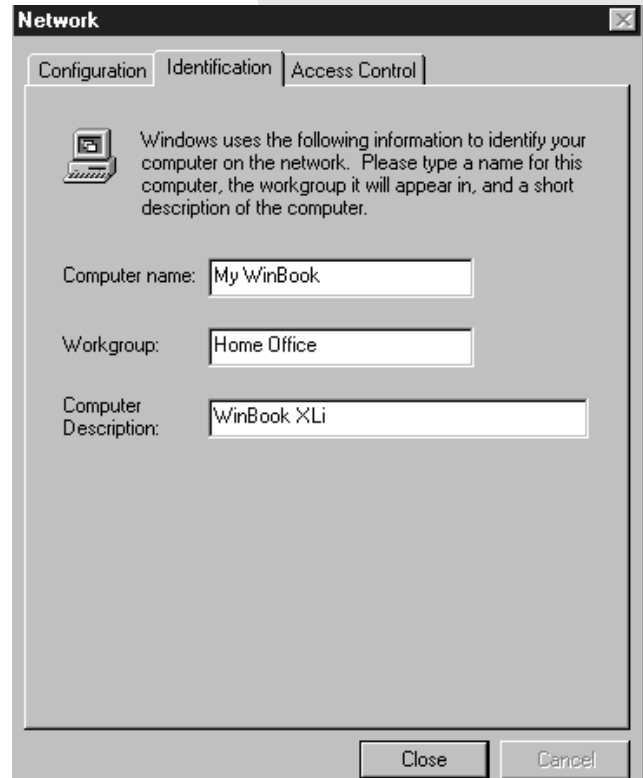 Network
Configuration Identification Access Control
Windows uses the following information to identify your
computer on the network. Please type a name for this
computer, the workgroup it will appear in, and a short
description of the computer.
Computer name: My WinBook
Workgroup: Home Office
Computer
Description: WinBook XLi
Close Cancel